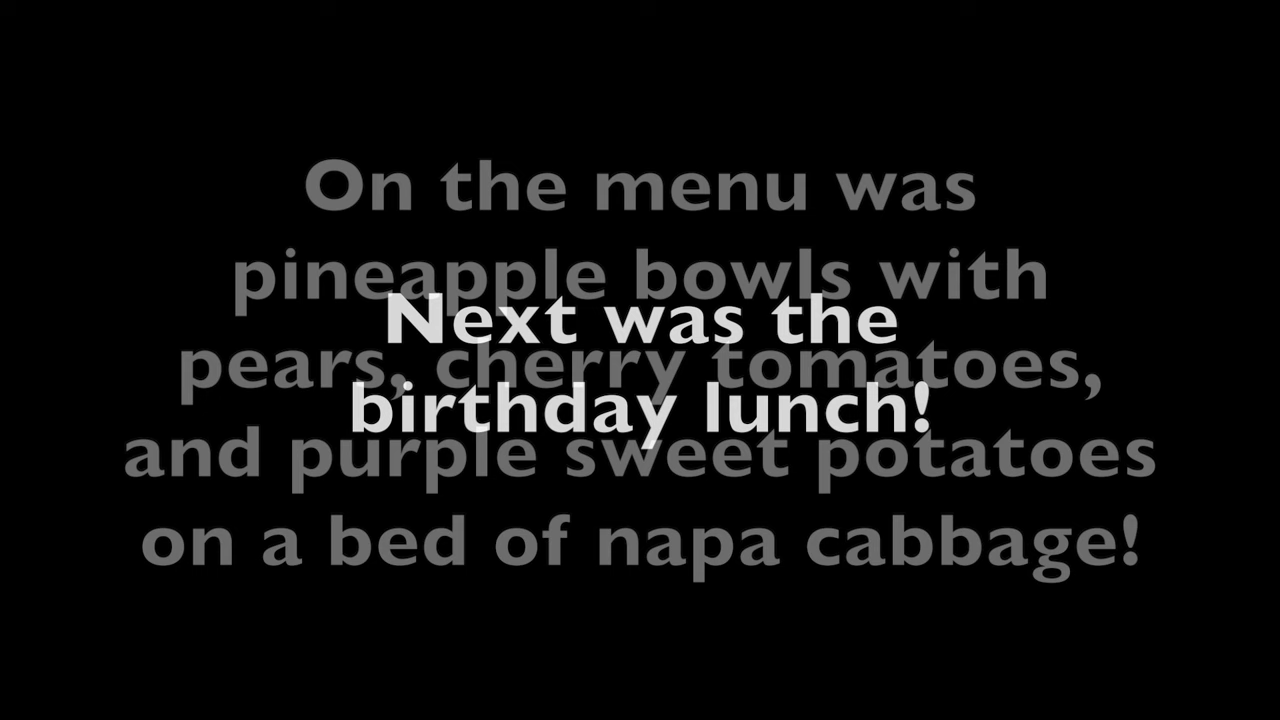 Next was the
birthday lunch!
On the menu was
pineapple bowls with
pears, cherry tomatoes,
and purple sweet potatoes
on a bed of napa cabbage!